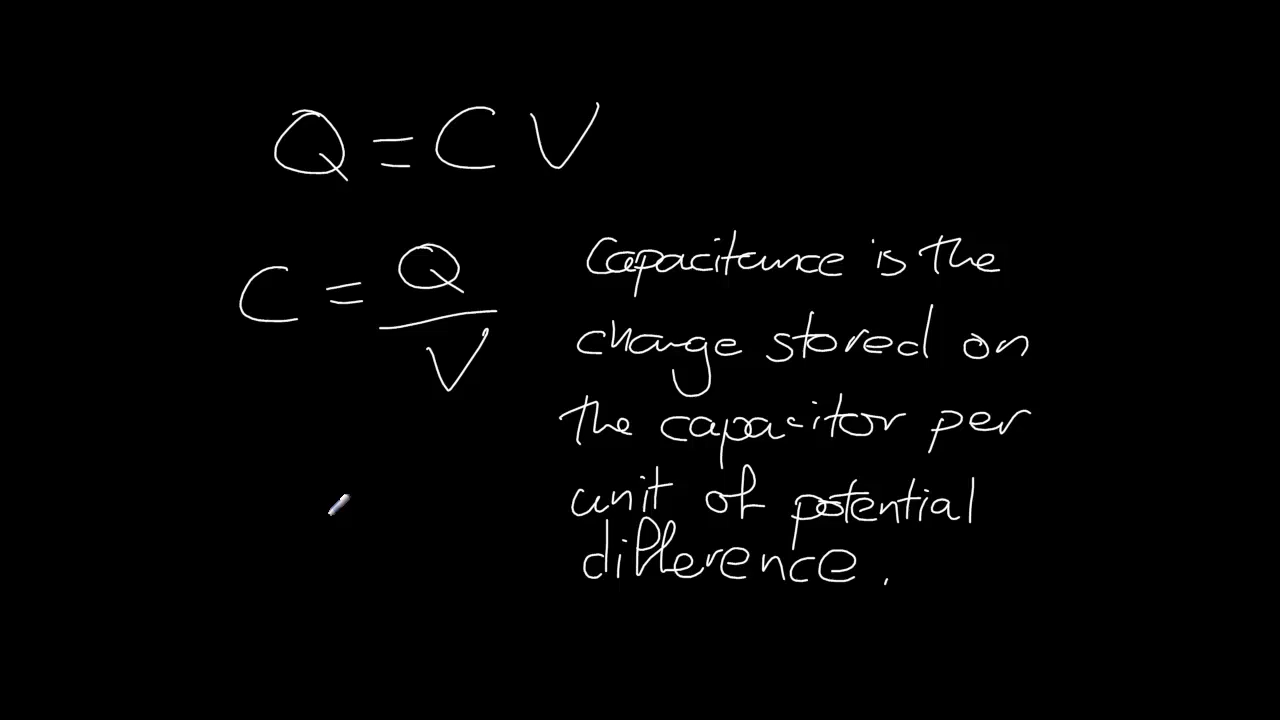 Q = C V
C = Q / V
Capacitance is the
charge stored on
the capacitor per
unit of potential
difference.